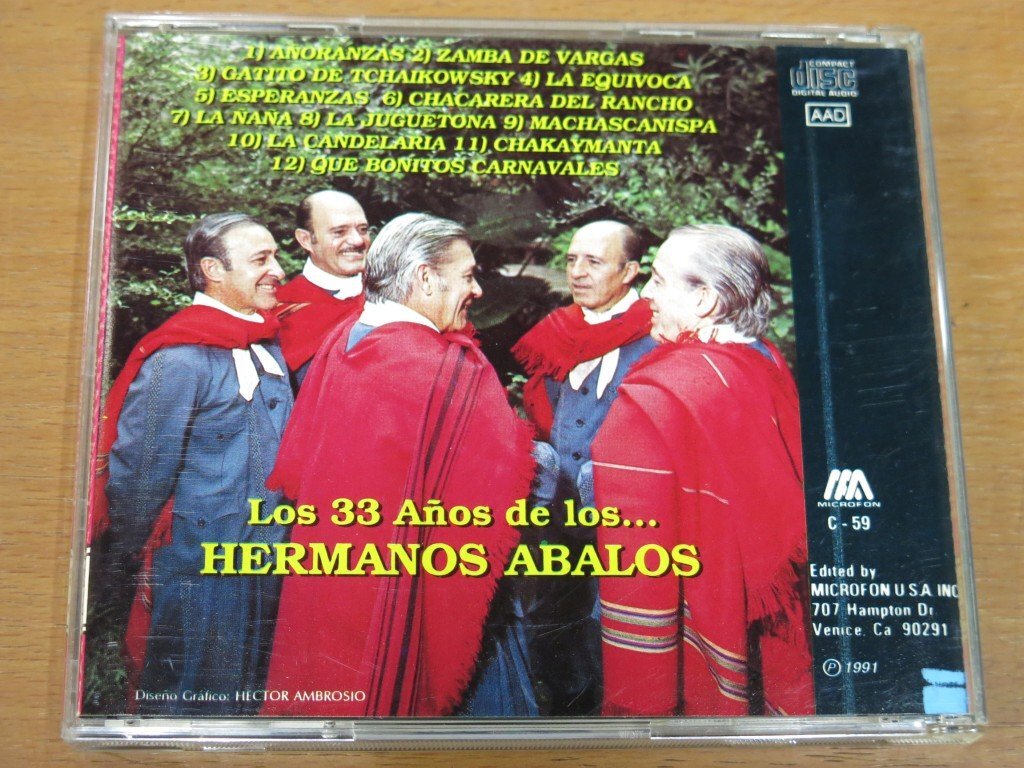 1) AÑORANZAS 2) ZAMBA DE VARGAS
3) GATITO DE TCHAIKOWSKY 4) LA EQUIVOCA
5) ESPERANZAS 6) CHACARERA DEL RANCHO
7) LA NANA 8) LA JUGUETONA 9) MACHASCANISPA
10) LA CANDELARIA 11) CHAKAYMANTA
12) QUE BONITOS CARNAVALES
COMPACT
disc
DIGITAL AUDIO
AAD
Los 33 Años de los...
HERMANOS ABALOS
MICROFON
C - 59
Edited by
MICROFON U.S.A. INC
707 Hampton Dr.
Venice, Ca 90291
℗ 1991
Diseño Gráfico: HECTOR AMBROSIO